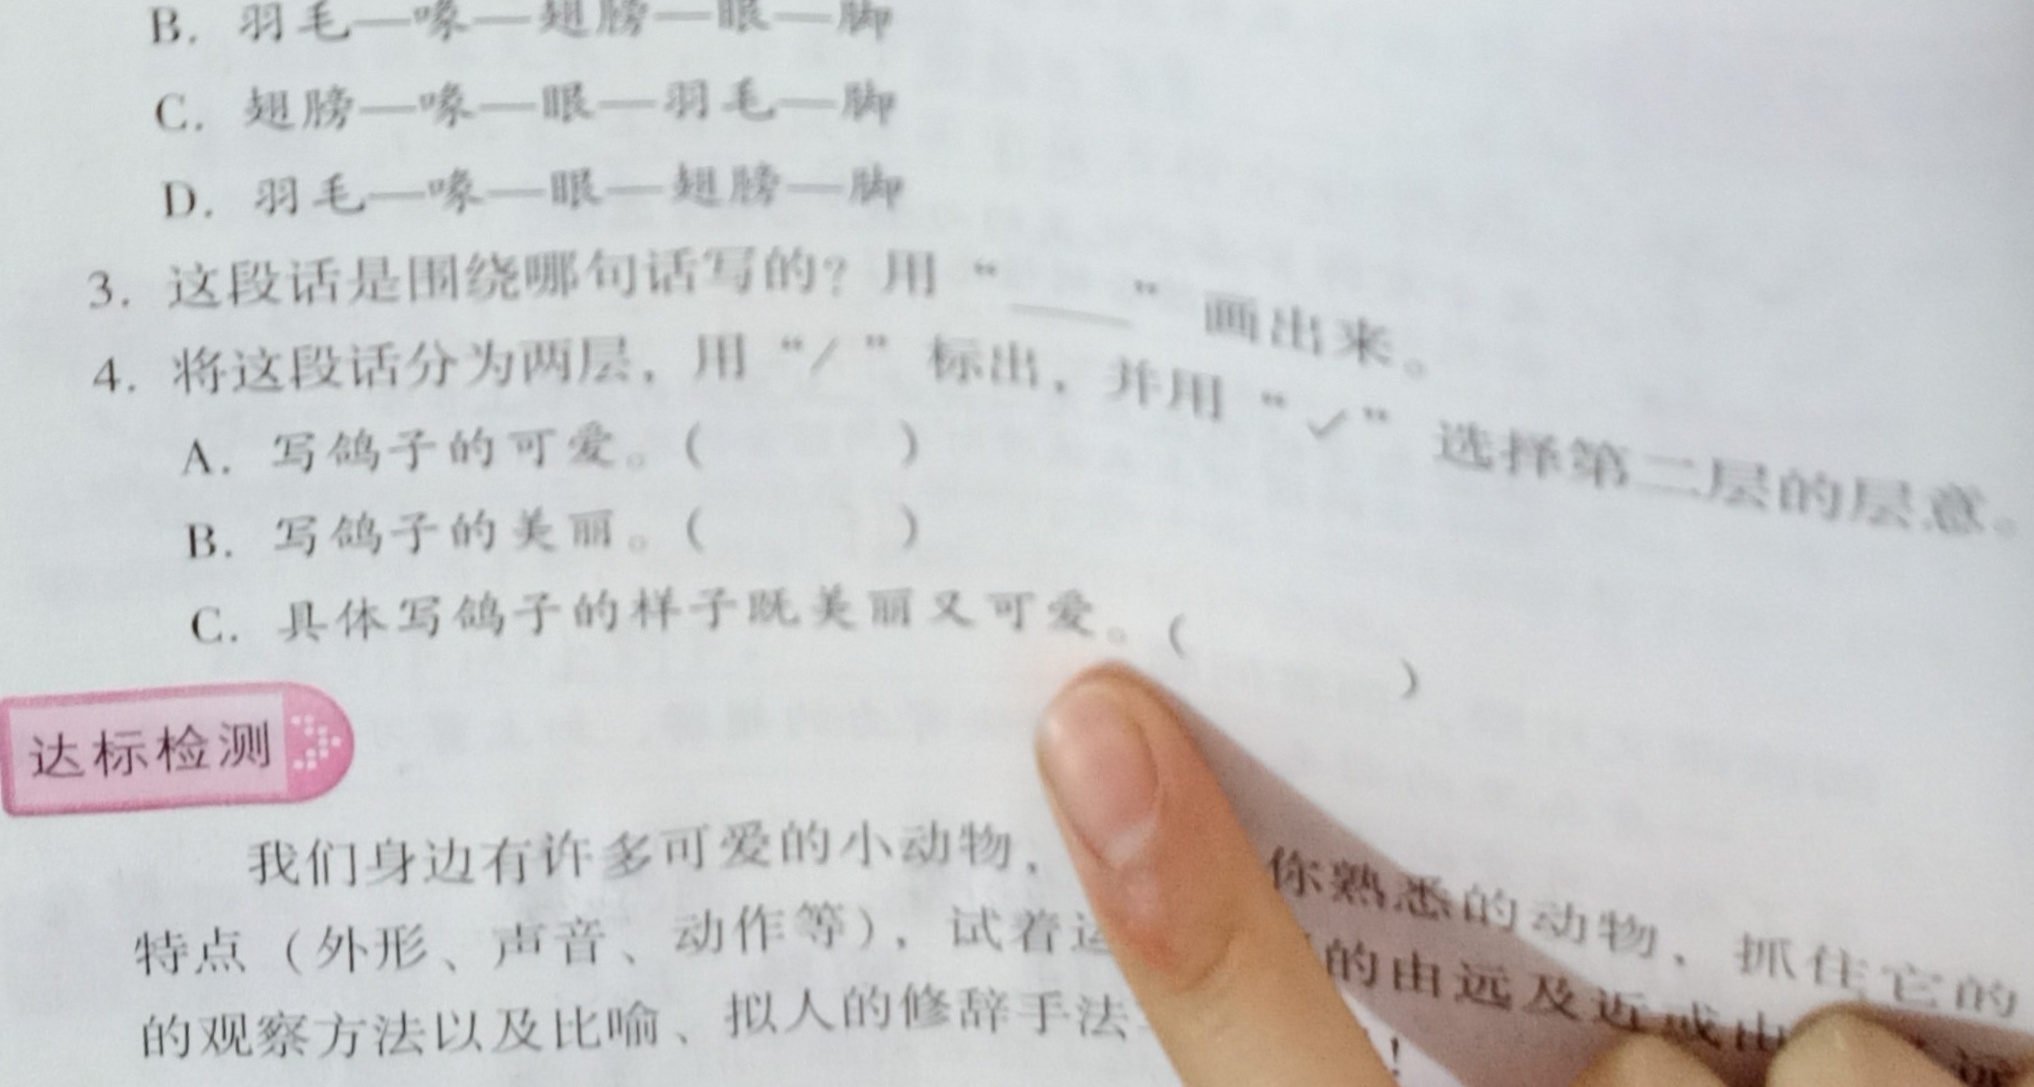 B. 羽毛—喙—翅膀—眼—脚
C. 翅膀—喙—眼—羽毛—脚
D. 羽毛—喙—眼—翅膀—脚
3. 这段话是围绕哪句话写的？用“____”画出来。
4. 将这段话分为两层，用“/”标出，并用“✓”选择第二层的层意。
A. 写鸽子的可爱。（ ）
B. 写鸽子的美丽。（ ）
C. 具体写鸽子的样子既美丽又可爱。（ ）
达标检测
我们身边有许多可爱的小动物， 你熟悉的动物，抓住它的
特点（外形、声音、动作等），试着运 的由远及近或由
的观察方法以及比喻、拟人的修辞手法 ！